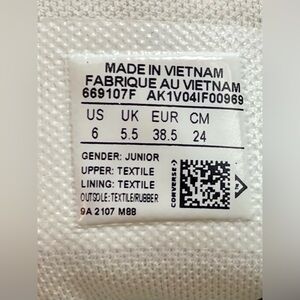 MADE IN VIETNAM
FABRIQUE AU VIETNAM
669107F AK1V04IF00969
US UK EUR CM
6 5.5 38.5 24
GENDER: JUNIOR
UPPER: TEXTILE
LINING: TEXTILE
OUTSOLE: TEXTILE/RUBBER
9A 2107 M88
CONVERSE